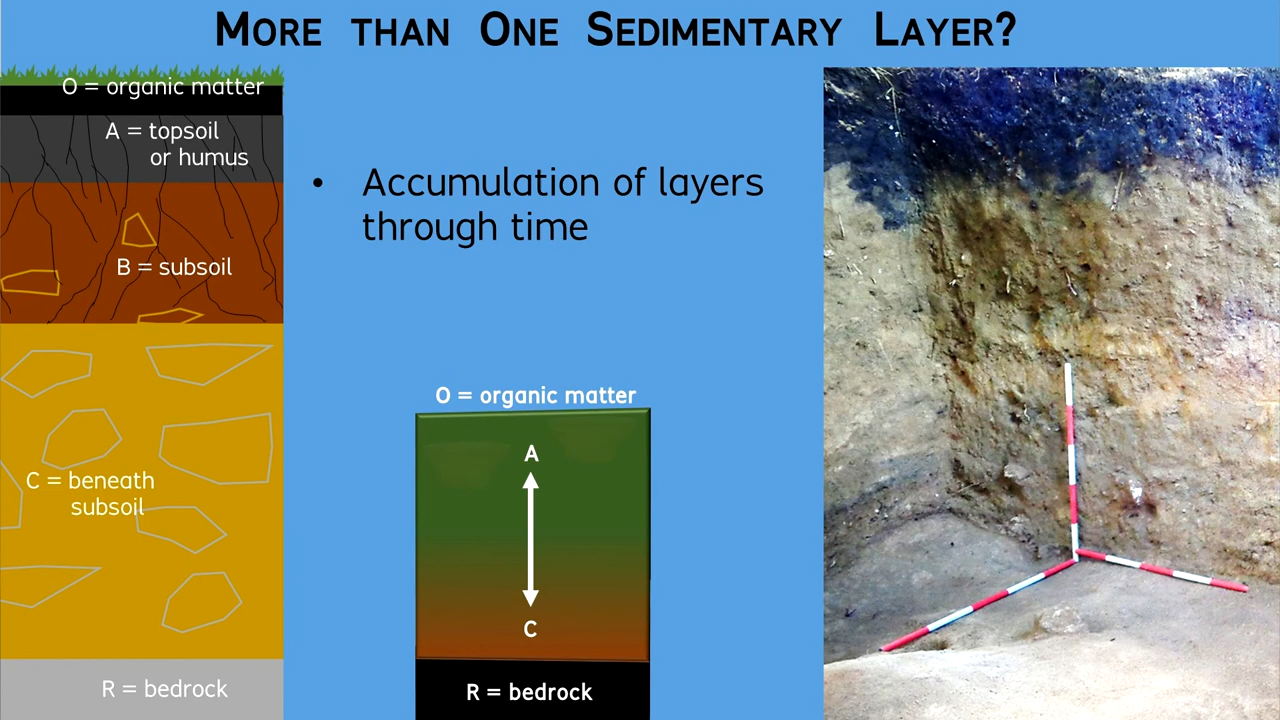 MORE THAN ONE SEDIMENTARY LAYER?
O = organic matter
A = topsoil
or humus
B = subsoil
C = beneath
subsoil
R = bedrock
• Accumulation of layers
through time
O = organic matter
A
C
R = bedrock